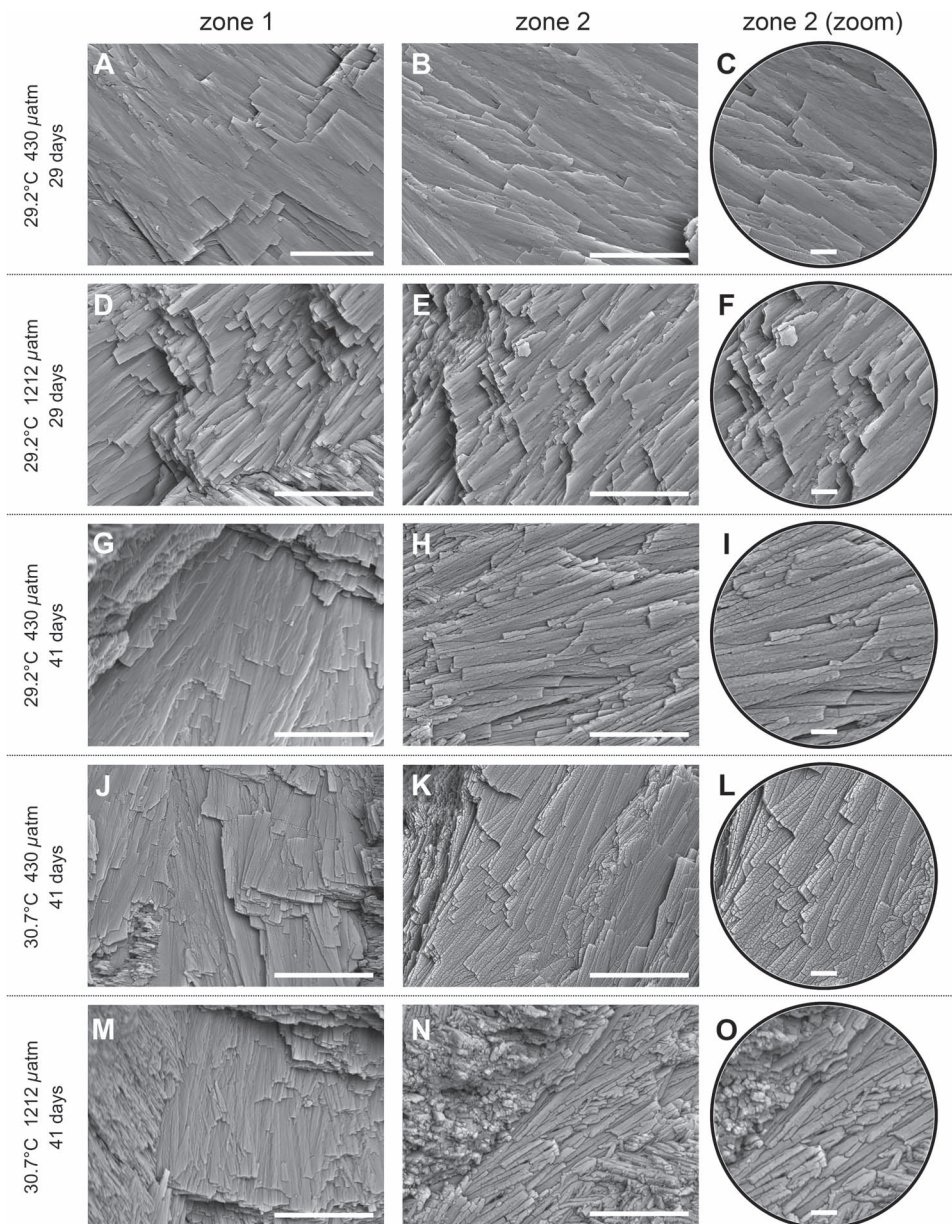 zone 1
zone 2
zone 2 (zoom)
29.2°C 430 µatm
29 days
A
B
C
29.2°C 1212 µatm
29 days
D
E
F
29.2°C 430 µatm
41 days
G
H
I
30.7°C 430 µatm
41 days
J
K
L
30.7°C 1212 µatm
41 days
M
N
O